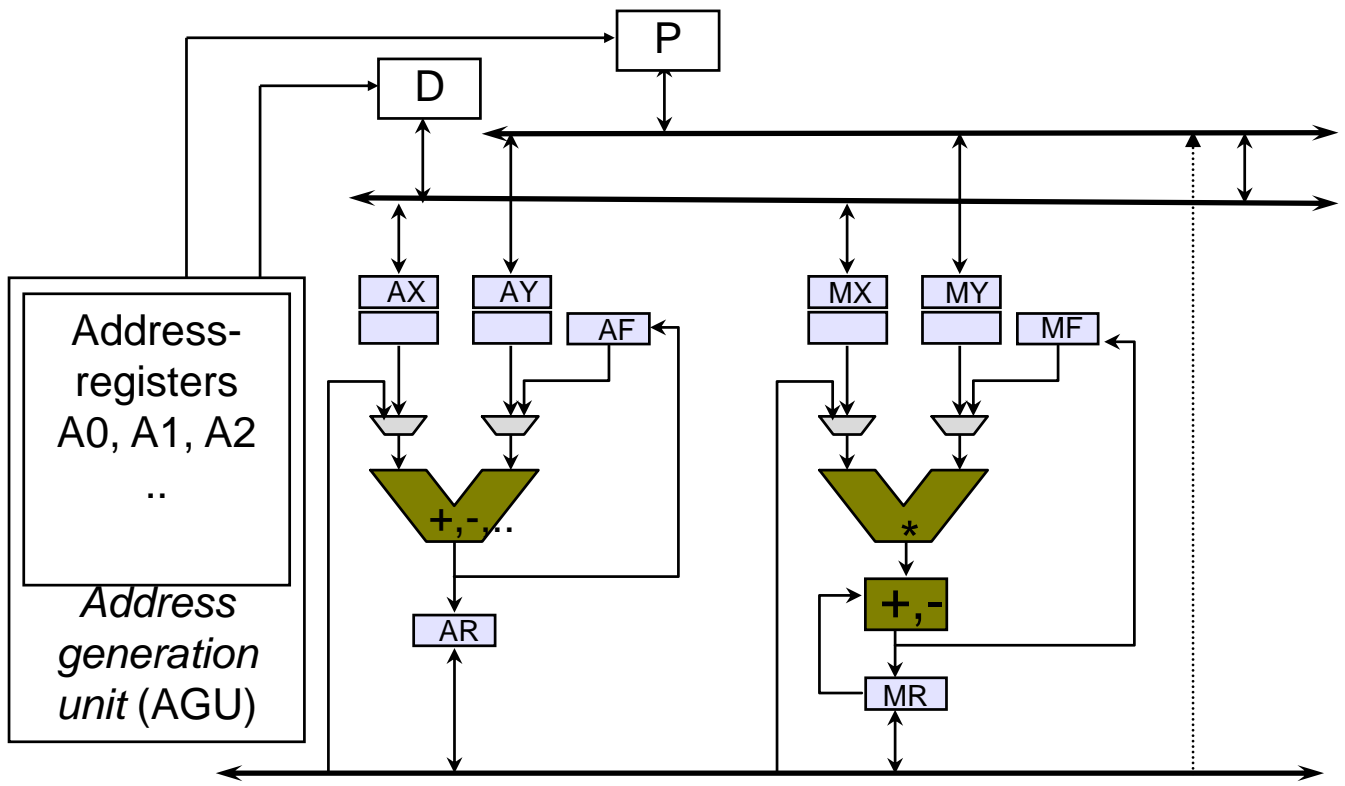 P
D
AX
AY
AF
MX
MY
MF
Address-
registers
A0, A1, A2
..
+,-,..
*
+,-
Address
generation
unit (AGU)
AR
MR